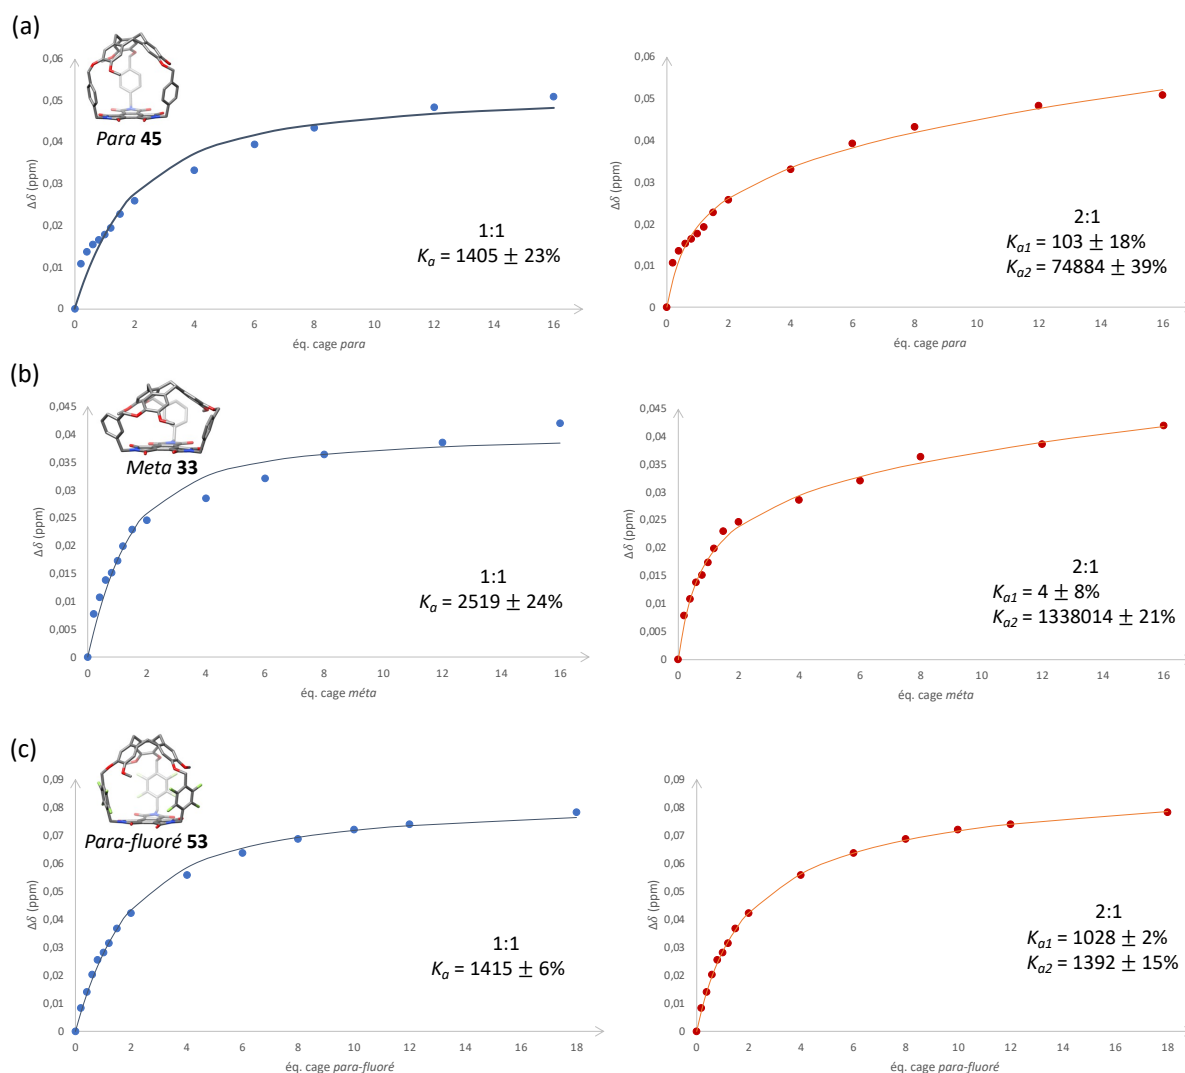 (a)
Para 45
Δδ (ppm)
0,06
0,05
0,04
0,03
0,02
0,01
0
0 2 4 6 8 10 12 14 16
éq. cage para
1:1
Ka = 1405 ± 23%
Δδ (ppm)
0,06
0,05
0,04
0,03
0,02
0,01
0
0 2 4 6 8 10 12 14 16
éq. cage para
2:1
Ka1 = 103 ± 18%
Ka2 = 74884 ± 39%
(b)
Meta 33
Δδ (ppm)
0,045
0,04
0,035
0,03
0,025
0,02
0,015
0,01
0,005
0
0 2 4 6 8 10 12 14 16
éq. cage méta
1:1
Ka = 2519 ± 24%
Δδ (ppm)
0,045
0,04
0,035
0,03
0,025
0,02
0,015
0,01
0,005
0
0 2 4 6 8 10 12 14 16
éq. cage méta
2:1
Ka1 = 4 ± 8%
Ka2 = 1338014 ± 21%
(c)
Para-fluoré 53
Δδ (ppm)
0,09
0,08
0,07
0,06
0,05
0,04
0,03
0,02
0,01
0
0 2 4 6 8 10 12 14 16 18
éq. cage para-fluoré
1:1
Ka = 1415 ± 6%
Δδ (ppm)
0,09
0,08
0,07
0,06
0,05
0,04
0,03
0,02
0,01
0
0 2 4 6 8 10 12 14 16 18
éq. cage para-fluoré
2:1
Ka1 = 1028 ± 2%
Ka2 = 1392 ± 15%